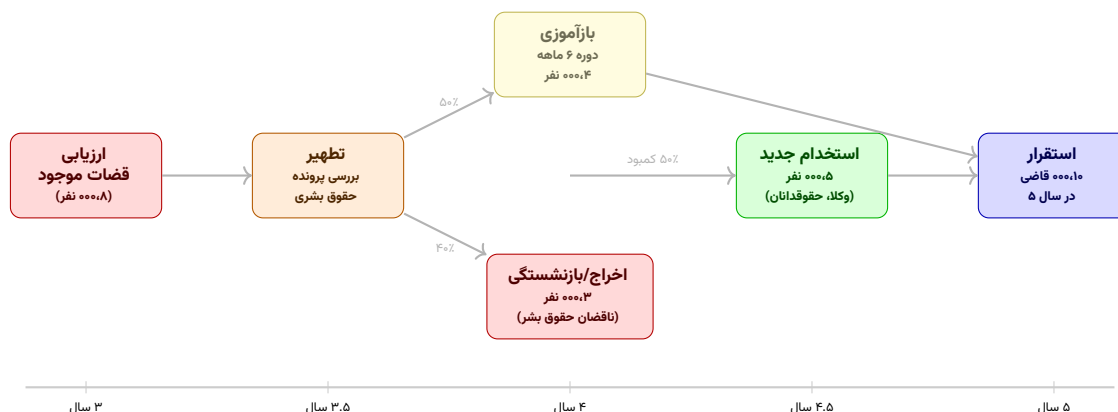 بازآموزی
دوره ۶ ماهه
۰۰۰،۴ نفر
۵۰٪
ارزیابی
قضات موجود
(۰۰۰،۸ نفر)
تطهیر
بررسی پرونده
حقوق بشری
۵۰٪ کمبود
استخدام جدید
۰۰۰،۵ نفر
(وکلا، حقوقدانان)
استقرار
۰۰۰،۱۰ قاضی
در سال ۵
۴۰٪
اخراج/بازنشستگی
۰۰۰،۳ نفر
(ناقضان حقوق بشر)
۳ سال
۳.۵ سال
۴ سال
۴.۵ سال
۵ سال